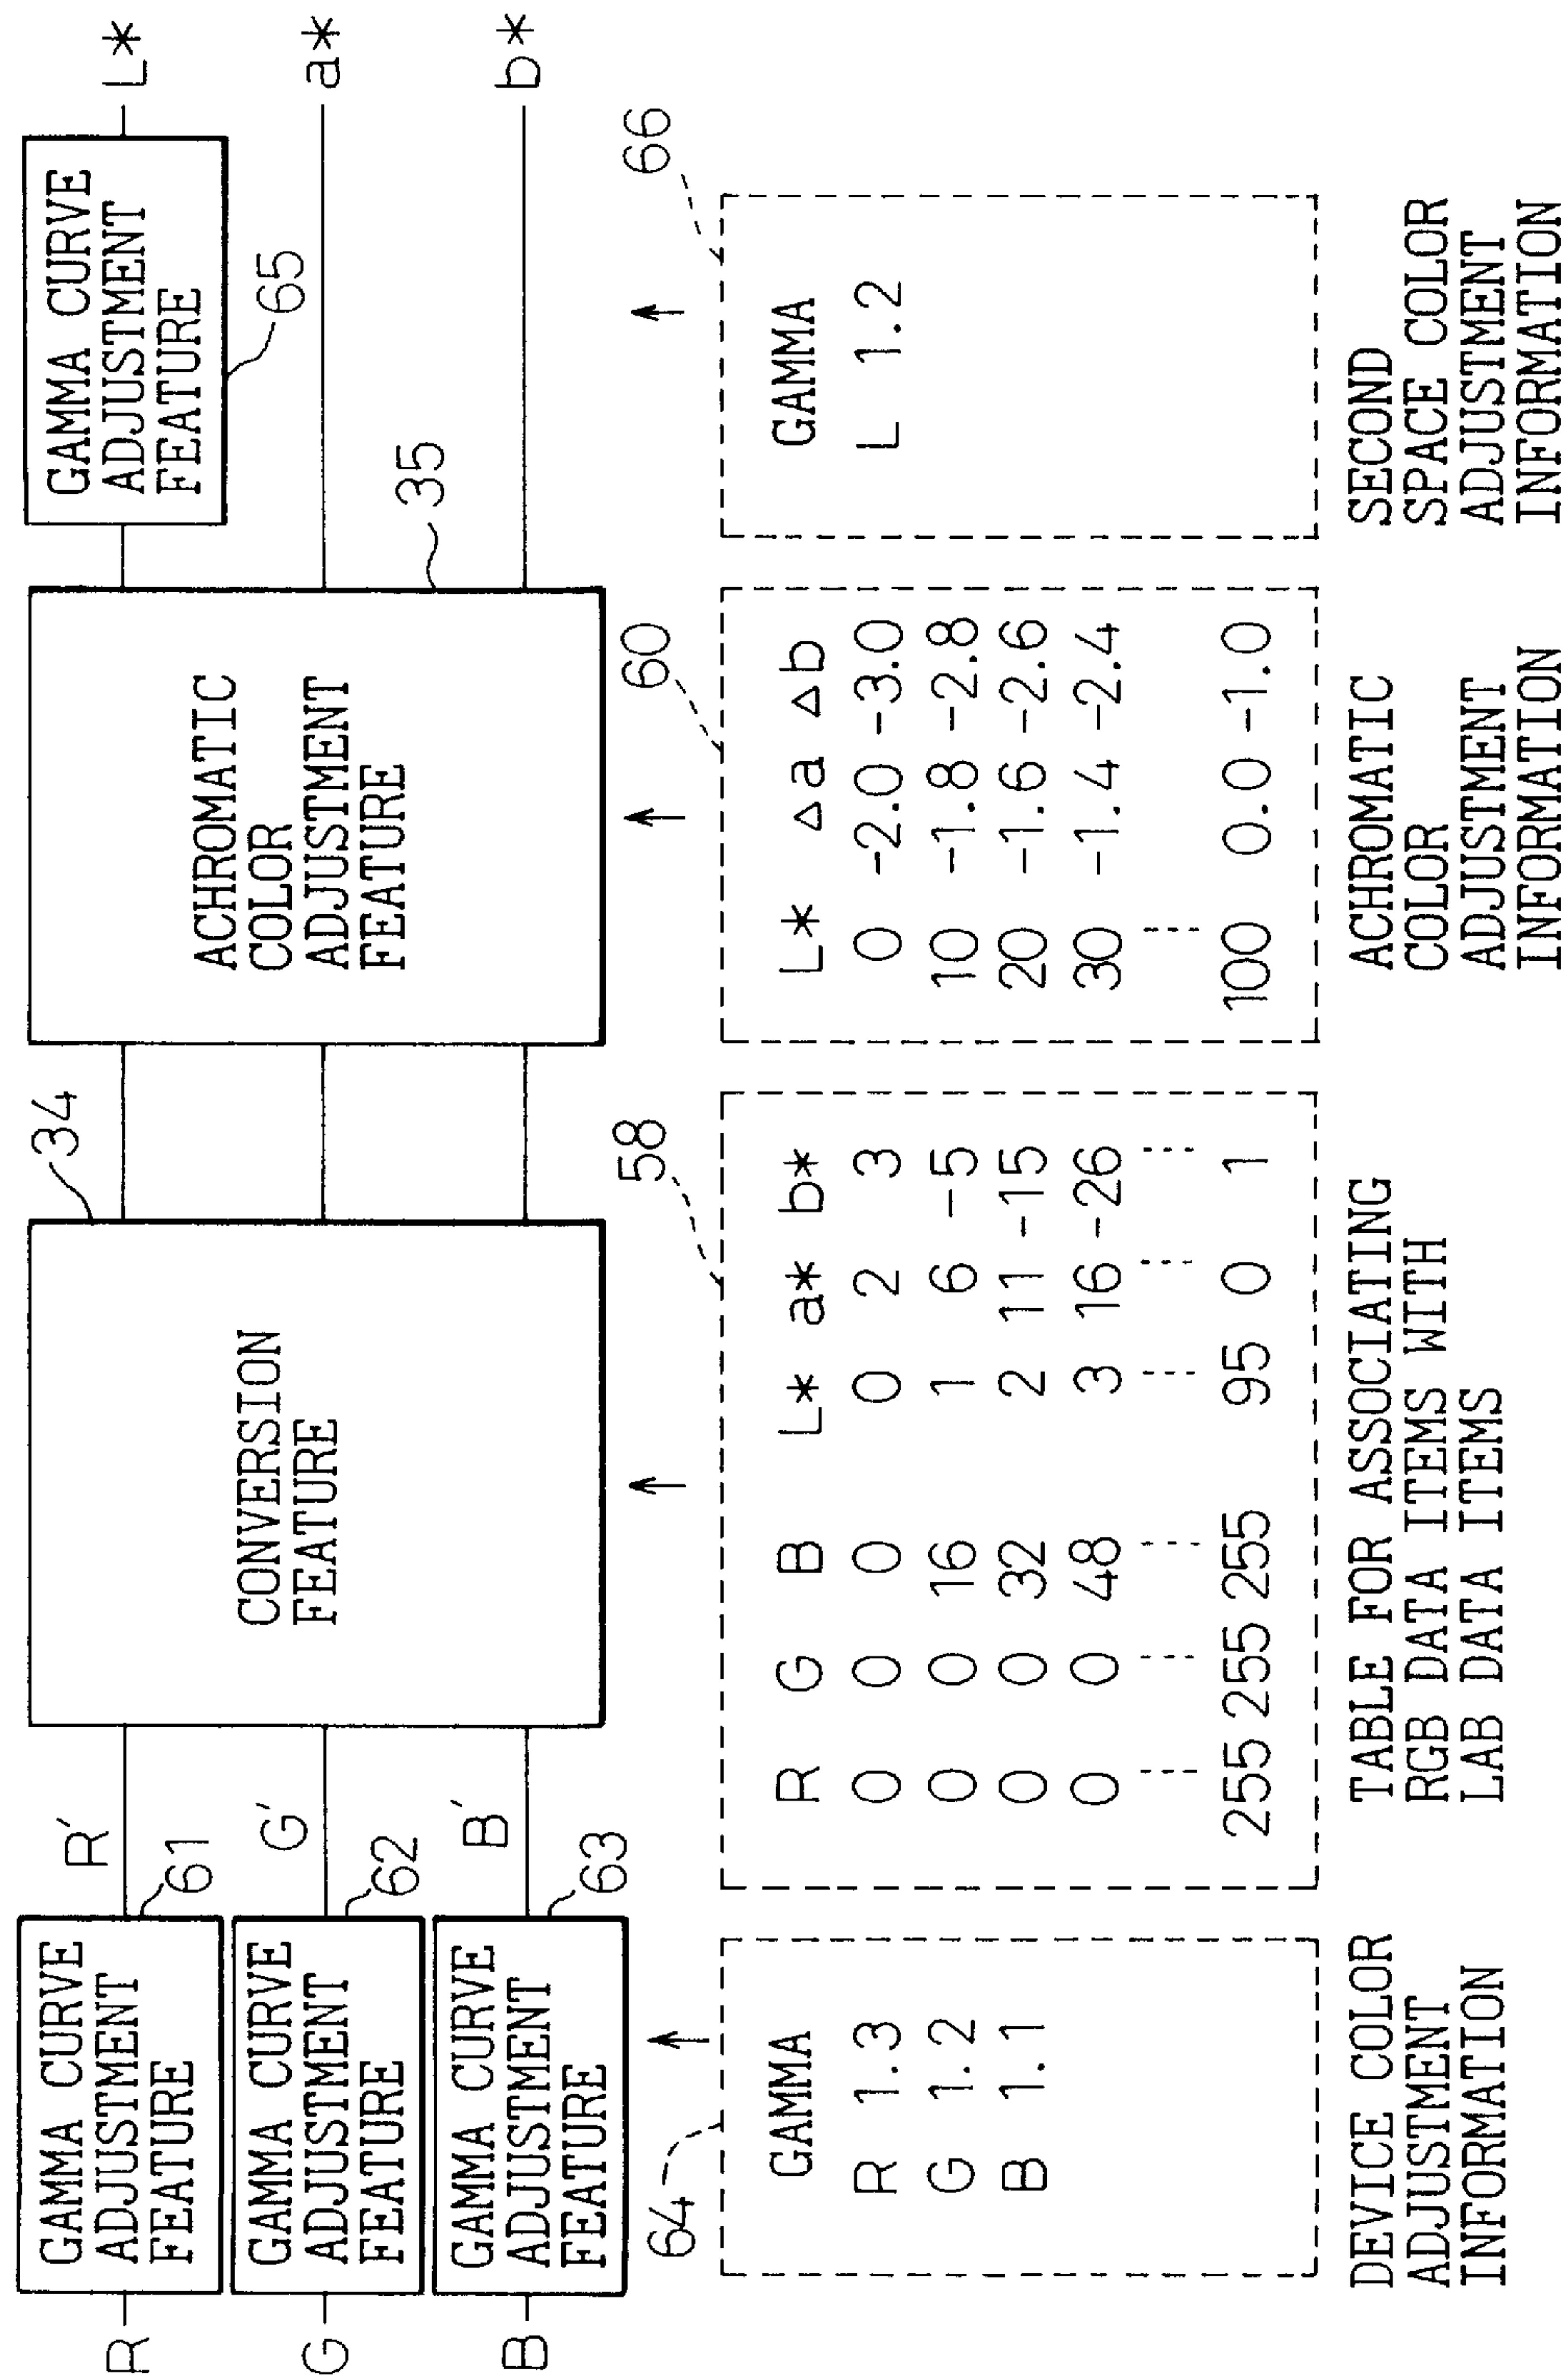 R
GAMMA CURVE
ADJUSTMENT
FEATURE
61
R'
G
GAMMA CURVE
ADJUSTMENT
FEATURE
62
G'
B
GAMMA CURVE
ADJUSTMENT
FEATURE
63
B'
CONVERSION
FEATURE
34
ACHROMATIC
COLOR
ADJUSTMENT
FEATURE
35
GAMMA CURVE
ADJUSTMENT
FEATURE
65
L*
a*
b*
64
GAMMA
R 1.3
G 1.2
B 1.1
DEVICE COLOR
ADJUSTMENT
INFORMATION
58
R G B L* a* b*
0 0 0 0 2 3
0 0 16 1 6 -5
0 0 32 2 11 -15
0 0 48 3 16 -26
255 255 255 95 0 1
TABLE FOR ASSOCIATING
RGB DATA ITEMS WITH
LAB DATA ITEMS
60
L* △a △b
0 -2.0 -3.0
10 -1.8 -2.8
20 -1.6 -2.6
30 -1.4 -2.4
100 0.0 -1.0
ACHROMATIC
COLOR
ADJUSTMENT
INFORMATION
66
GAMMA
L 1.2
SECOND
SPACE COLOR
ADJUSTMENT
INFORMATION